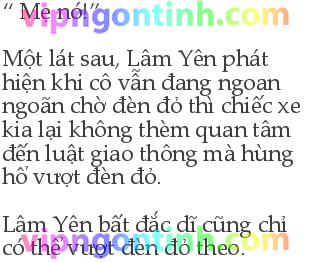 “ Mẹ nó!”
Một lát sau, Lâm Yên phát
hiện khi cô vẫn đang ngoan
ngoãn chờ đèn đỏ thì chiếc xe
kia lại không thèm quan tâm
đến luật giao thông mà hùng
hổ vượt đèn đỏ.
Lâm Yên bất đắc dĩ cũng chỉ
có thể vượt đèn đỏ theo.
vipngontinh.com
vipngontinh.com